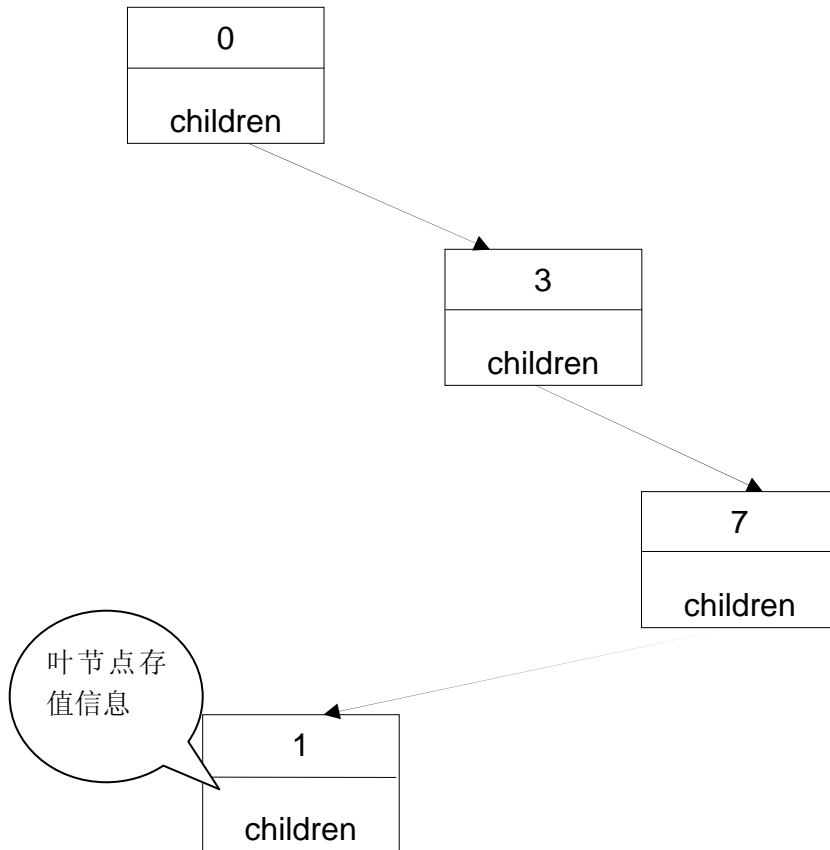 0
children
3
children
7
children
叶节点存
值信息
1
children